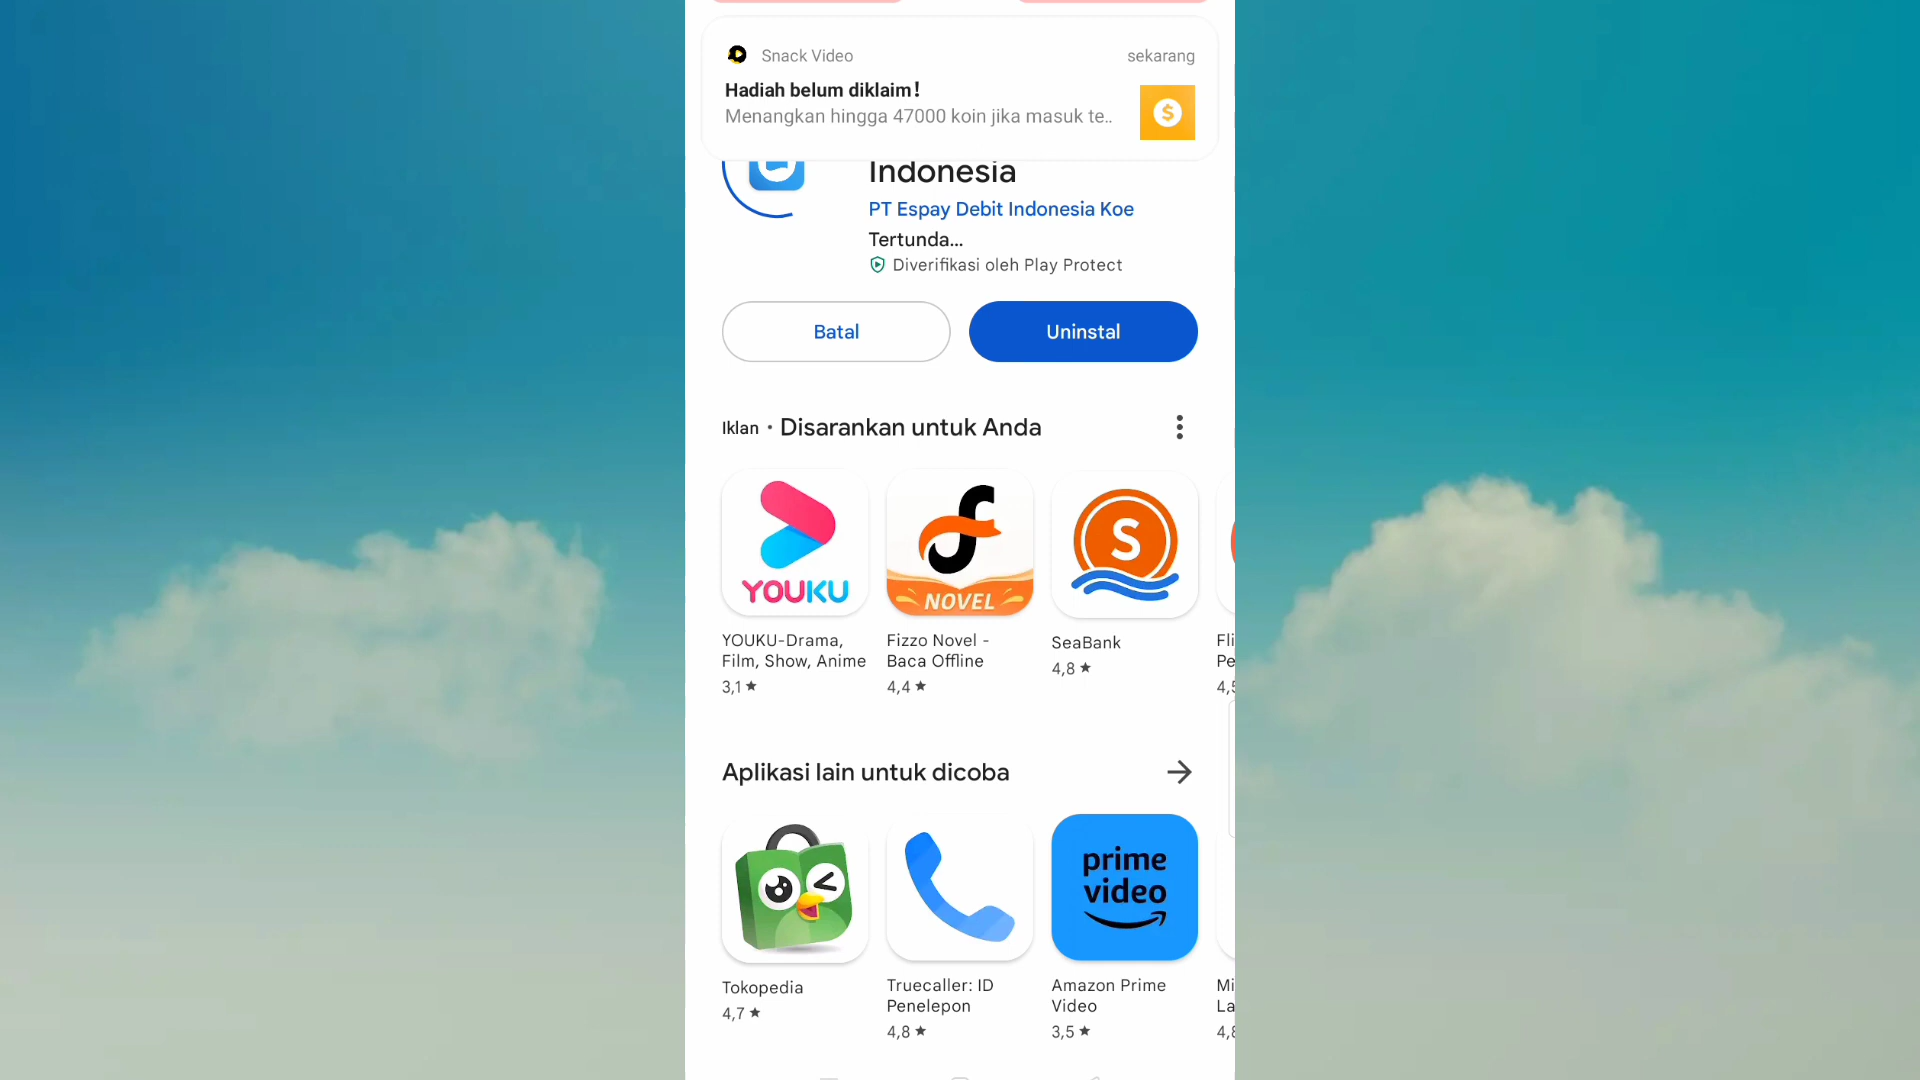 Snack Video
sekarang
Hadiah belum diklaim!
Menangkan hingga 47000 koin jika masuk te..
Indonesia
PT Espay Debit Indonesia Koe
Tertunda...
Diverifikasi oleh Play Protect
Batal
Uninstal
Iklan • Disarankan untuk Anda
YOUKU
NOVEL
S
YOUKU-Drama,
Film, Show, Anime
3,1 ★
Fizzo Novel -
Baca Offline
4,4 ★
SeaBank
4,8 ★
Fli
Pe
4,5
Aplikasi lain untuk dicoba
prime
video
Tokopedia
4,7 ★
Truecaller: ID
Penelepon
4,8 ★
Amazon Prime
Video
3,5 ★
Mi
La
4,8